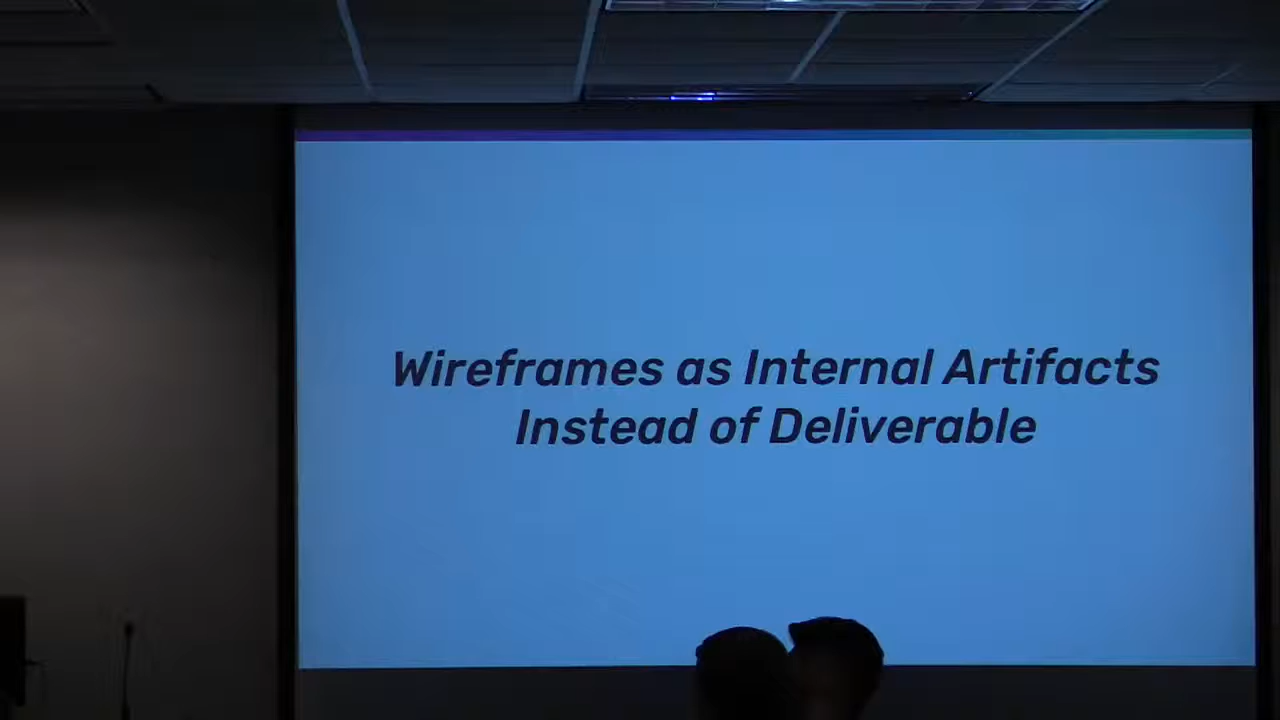 Wireframes as Internal Artifacts
Instead of Deliverable